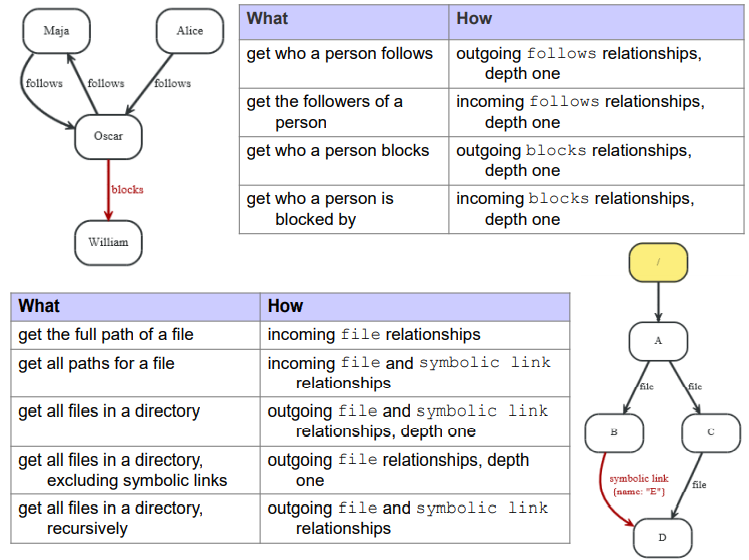 Maja
Alice
follows
follows
follows
Oscar
blocks
William
What How
get who a person follows outgoing follows relationships,
depth one
get the followers of a incoming follows relationships,
person depth one
get who a person blocks outgoing blocks relationships,
depth one
get who a person is incoming blocks relationships,
blocked by depth one
What How
get the full path of a file incoming file relationships
get all paths for a file incoming file and symbolic link
relationships
get all files in a directory outgoing file and symbolic link
relationships, depth one
get all files in a directory, outgoing file relationships, depth
excluding symbolic links one
get all files in a directory, outgoing file and symbolic link
recursively relationships
/
A
file
file
B
C
symbolic link
{name: "E"}
file
D